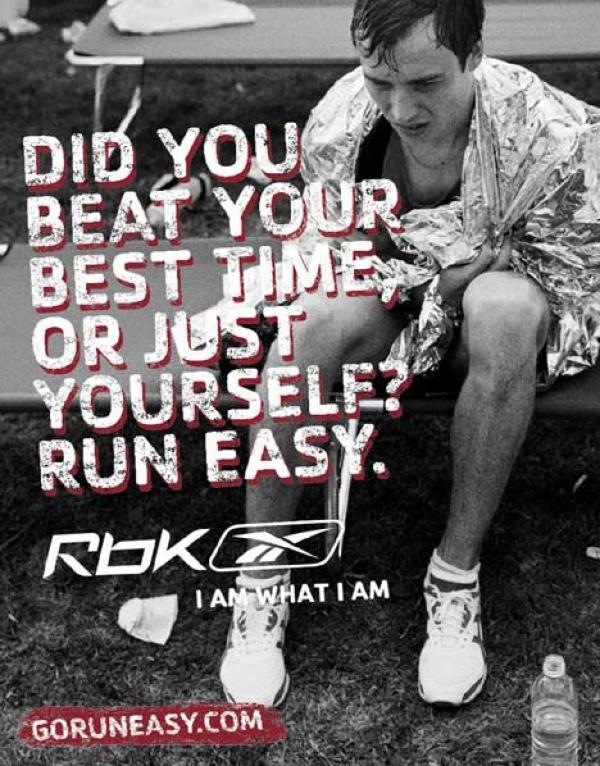 DID YOU
BEAT YOUR
BEST TIME,
OR JUST
YOURSELF?
RUN EASY.
RbK
I AM WHAT I AM
GORUNEASY.COM